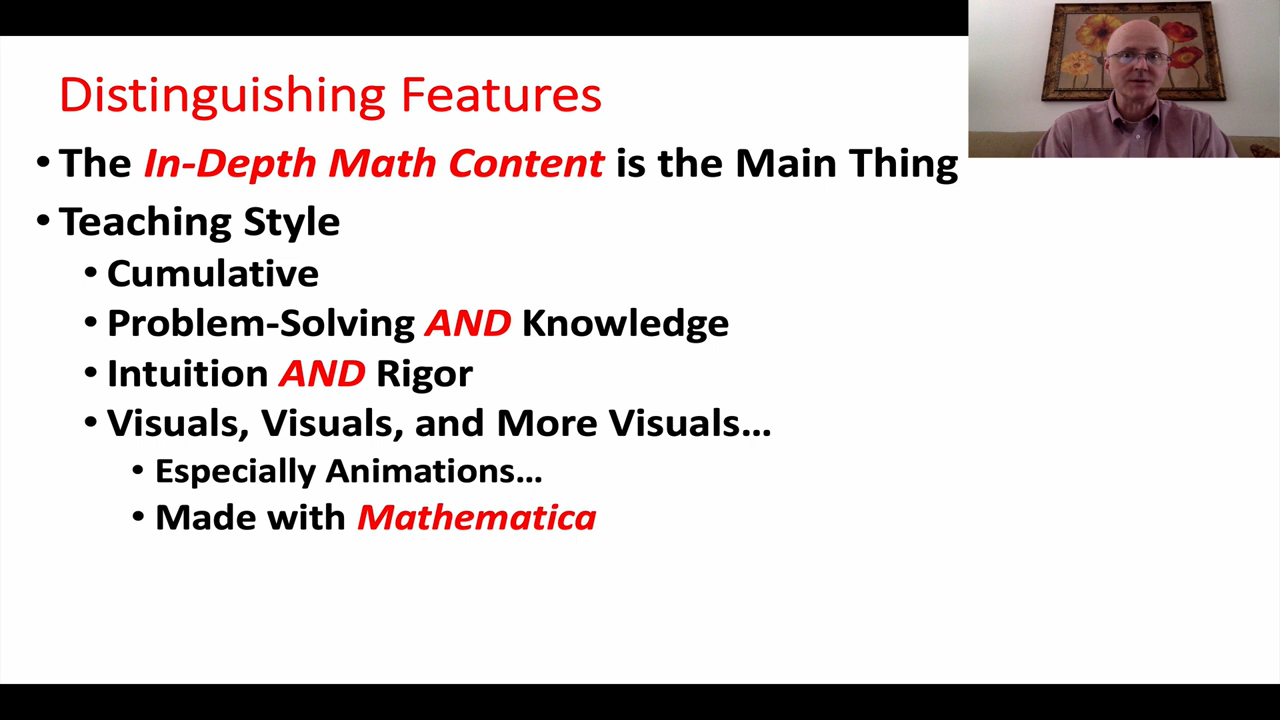 Distinguishing Features
• The In-Depth Math Content is the Main Thing
• Teaching Style
• Cumulative
• Problem-Solving AND Knowledge
• Intuition AND Rigor
• Visuals, Visuals, and More Visuals…
• Especially Animations…
• Made with Mathematica